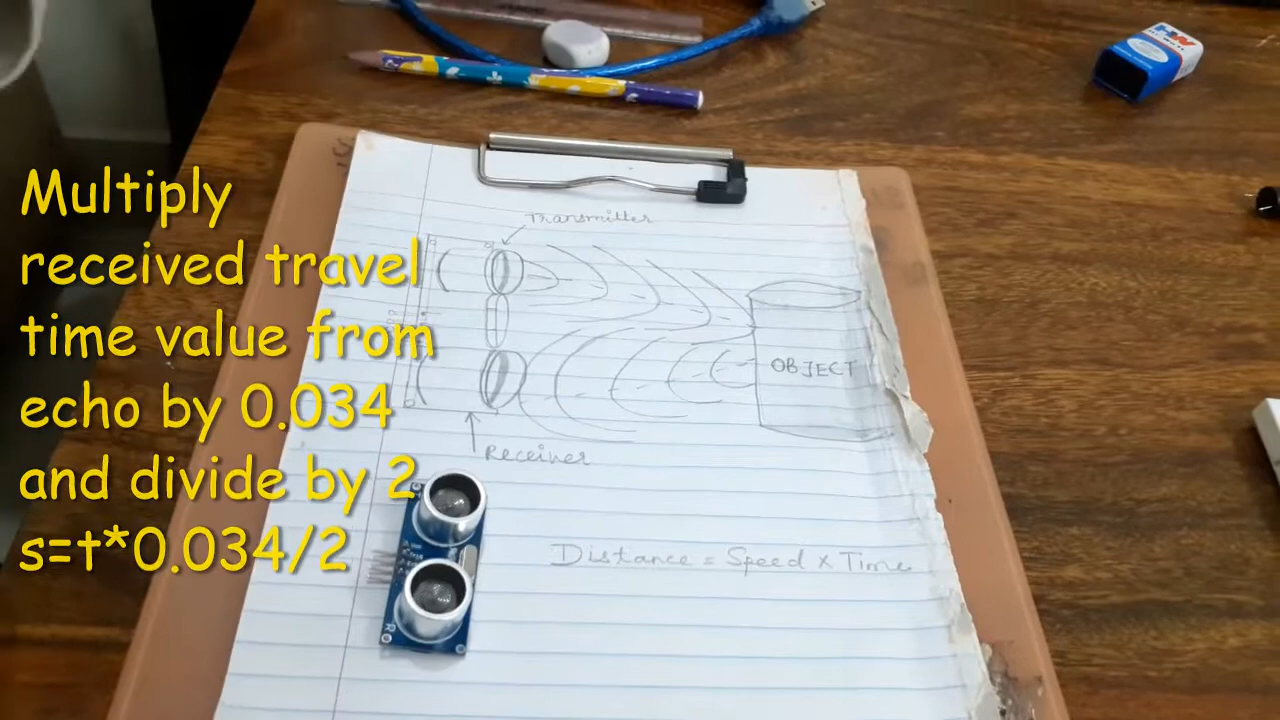 Multiply
received travel
time value from
echo by 0.034
and divide by 2
s=t*0.034/2
Transmitter
OBJECT
Receiver
Distance = Speed x Time
HW
R